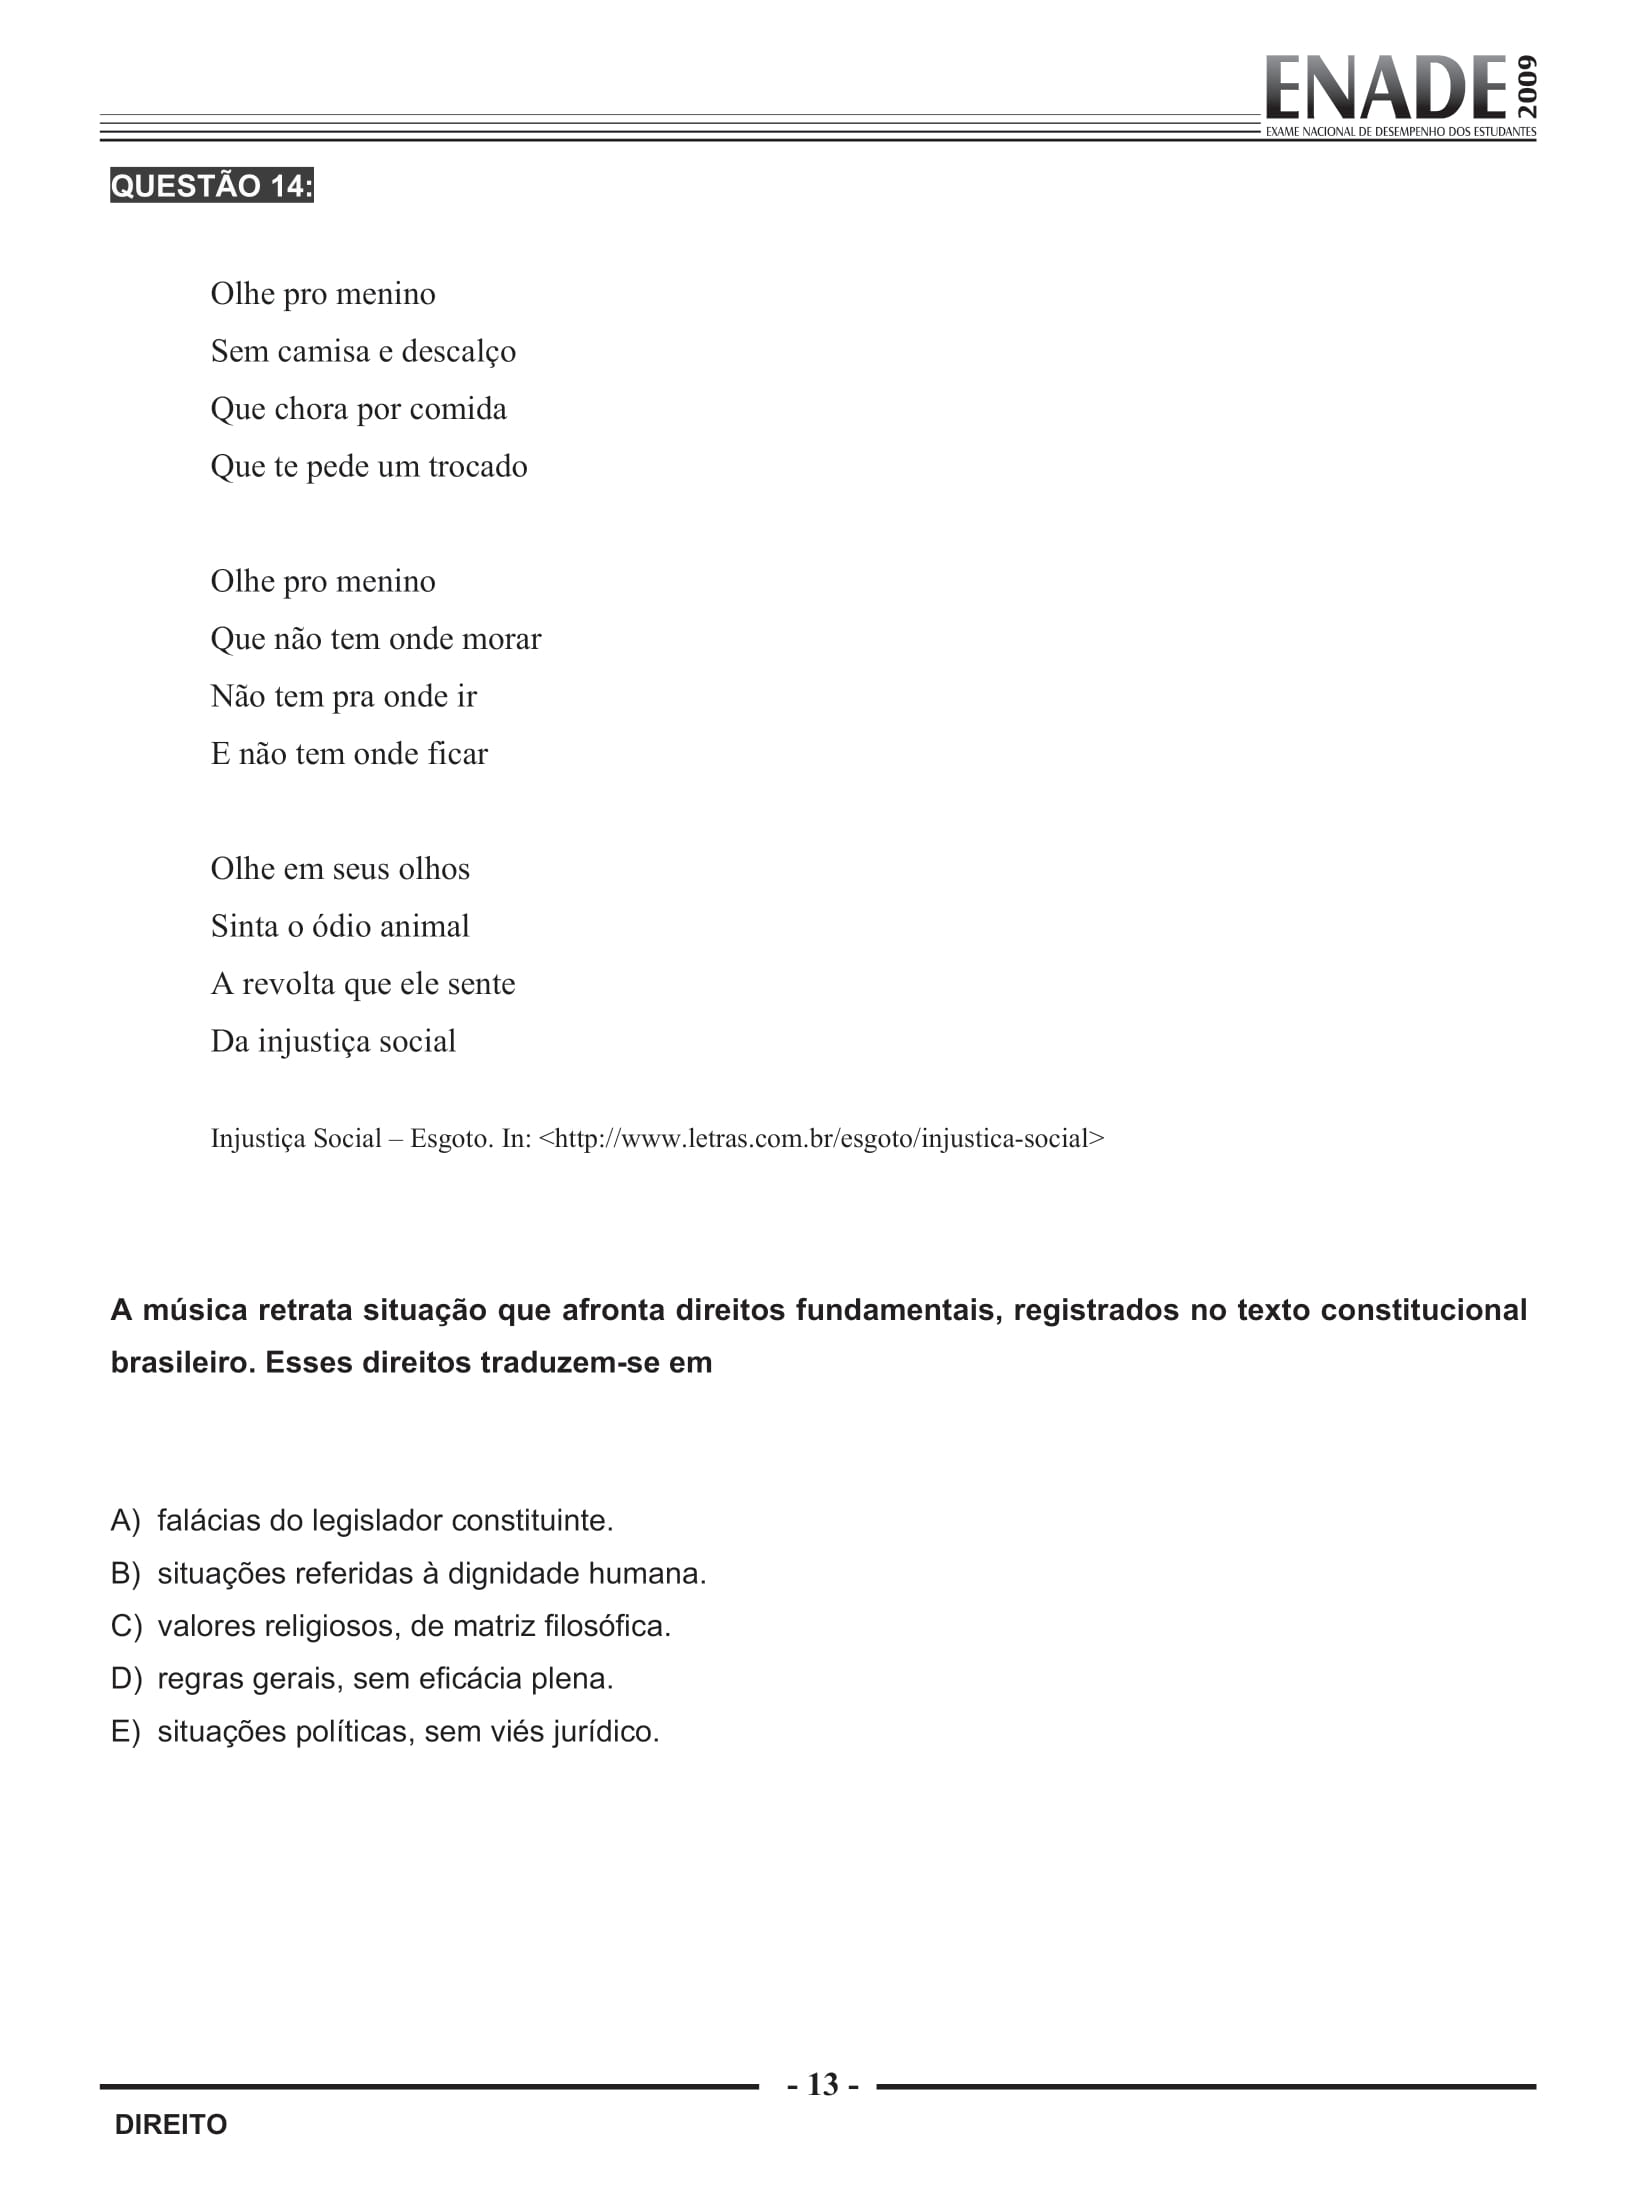 ENADE 2009
EXAME NACIONAL DE DESEMPENHO DOS ESTUDANTES
QUESTÃO 14:
Olhe pro menino
Sem camisa e descalço
Que chora por comida
Que te pede um trocado
Olhe pro menino
Que não tem onde morar
Não tem pra onde ir
E não tem onde ficar
Olhe em seus olhos
Sinta o ódio animal
A revolta que ele sente
Da injustiça social
Injustiça Social – Esgoto. In: <http://www.letras.com.br/esgoto/injustica-social>
A música retrata situação que afronta direitos fundamentais, registrados no texto constitucional
brasileiro. Esses direitos traduzem-se em
A) falácias do legislador constituinte.
B) situações referidas à dignidade humana.
C) valores religiosos, de matriz filosófica.
D) regras gerais, sem eficácia plena.
E) situações políticas, sem viés jurídico.
- 13 -
DIREITO